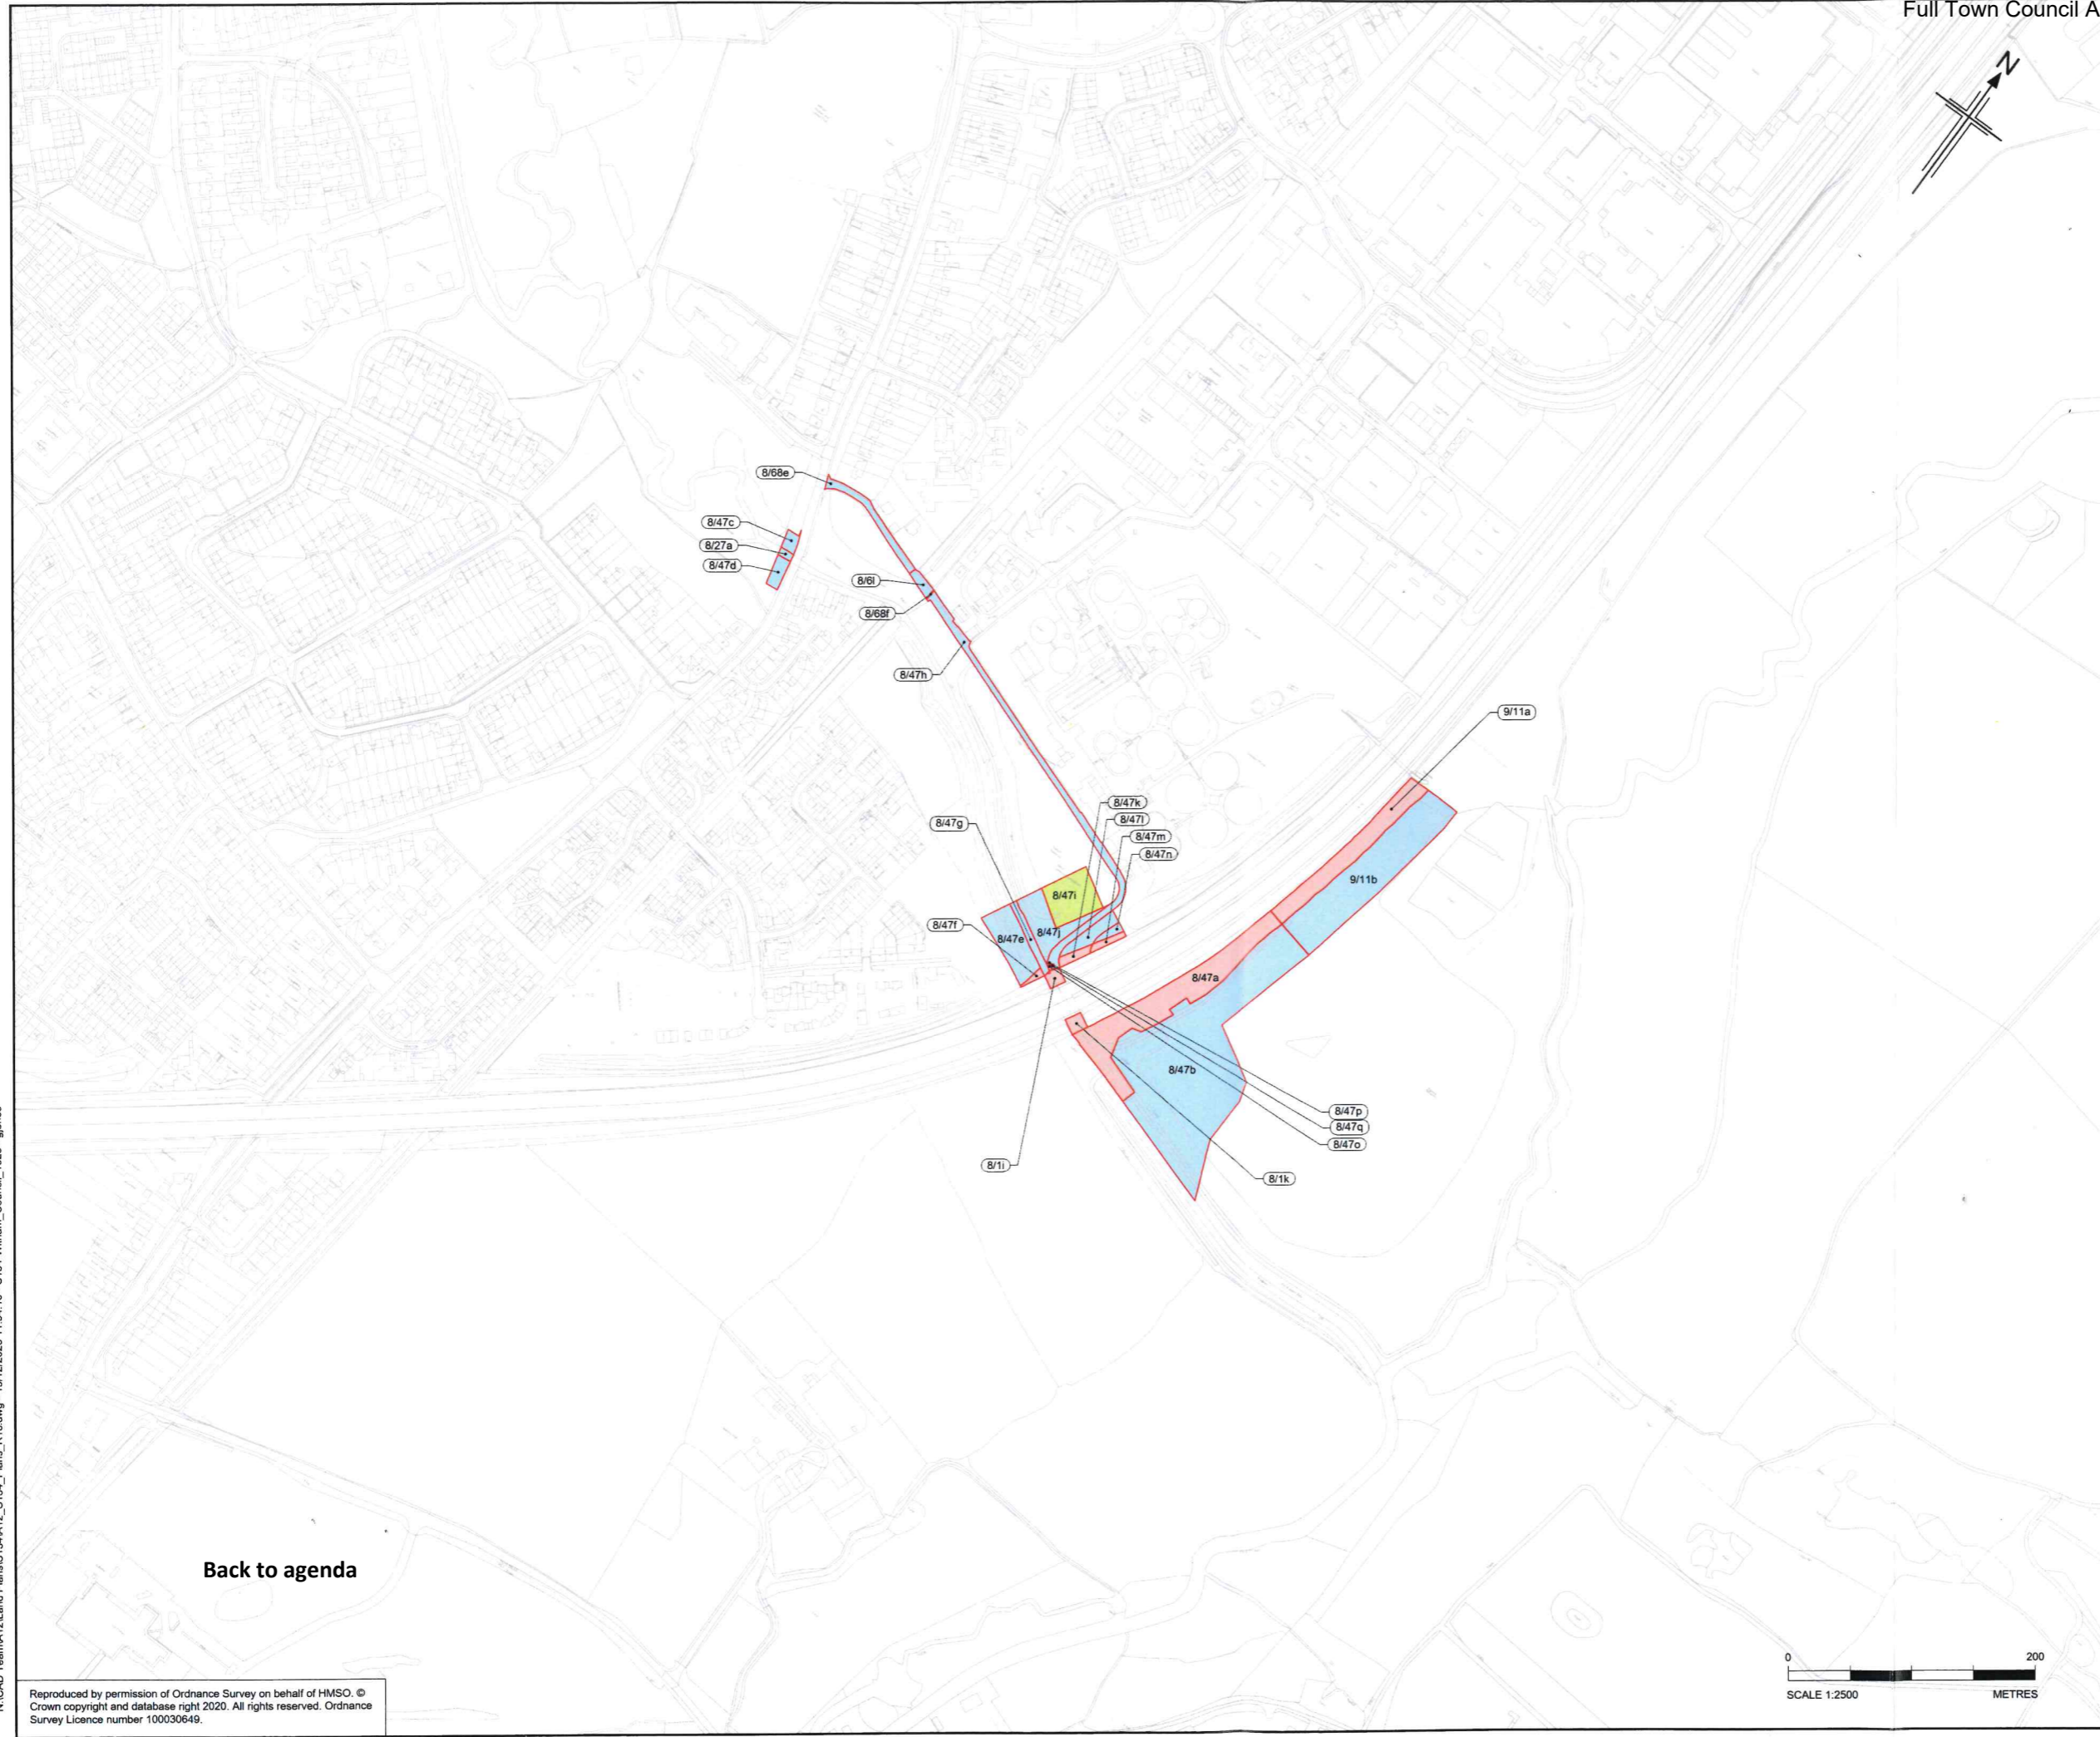 Full Town Council A
N
8/68e
8/47c
8/27a
8/47d
8/6l
8/68f
8/47h
9/11a
8/47k
8/47l
8/47m
8/47n
8/47g
8/47i
9/11b
8/47f
8/47e
8/47j
8/47a
8/47b
8/47p
8/47q
8/47o
8/1i
8/1k
Back to agenda
0 200
SCALE 1:2500 METRES
Reproduced by permission of Ordnance Survey on behalf of HMSO. ©
Crown copyright and database right 2020. All rights reserved. Ordnance
Survey Licence number 100030649.